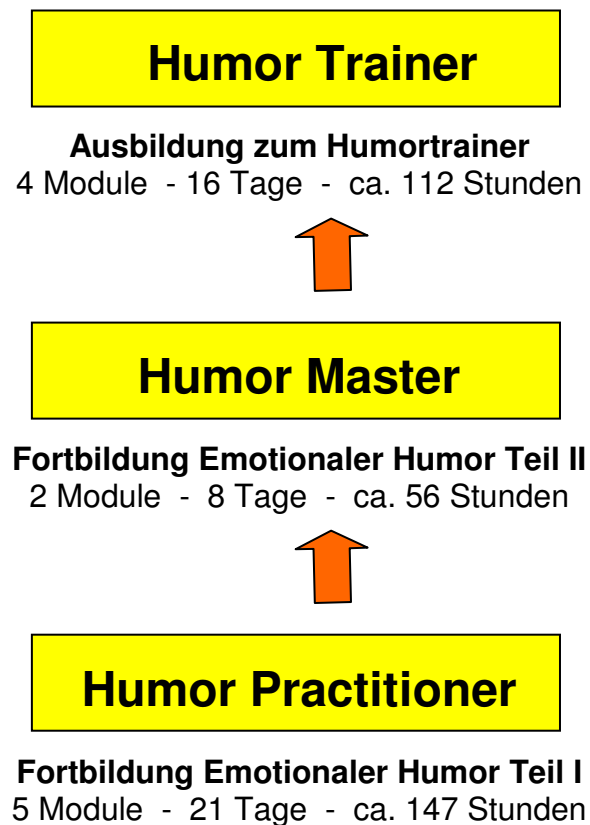 Humor Trainer
Ausbildung zum Humortrainer
4 Module - 16 Tage - ca. 112 Stunden
Humor Master
Fortbildung Emotionaler Humor Teil II
2 Module - 8 Tage - ca. 56 Stunden
Humor Practitioner
Fortbildung Emotionaler Humor Teil I
5 Module - 21 Tage - ca. 147 Stunden